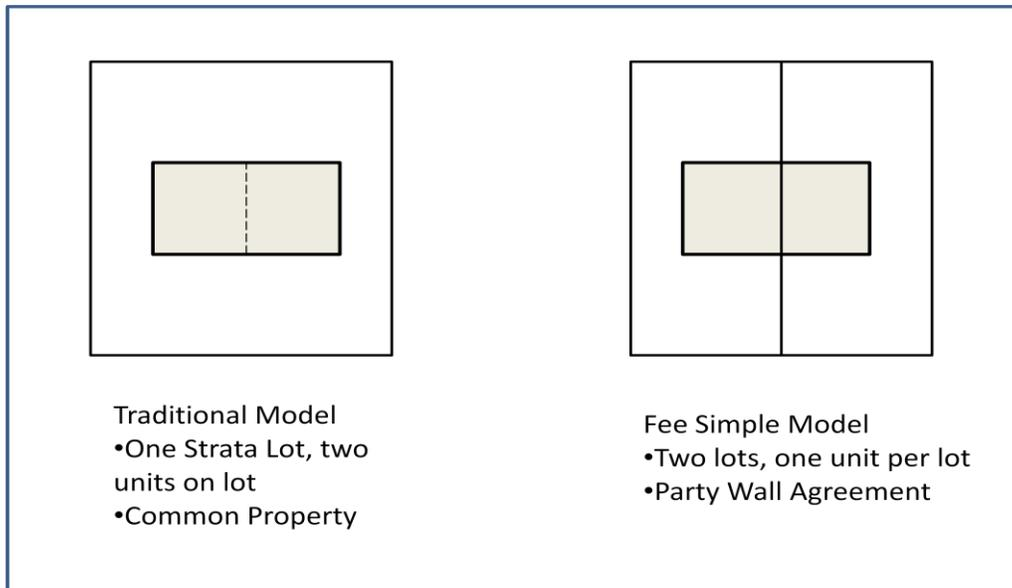 Traditional Model
•One Strata Lot, two
units on lot
•Common Property
Fee Simple Model
•Two lots, one unit per lot
•Party Wall Agreement